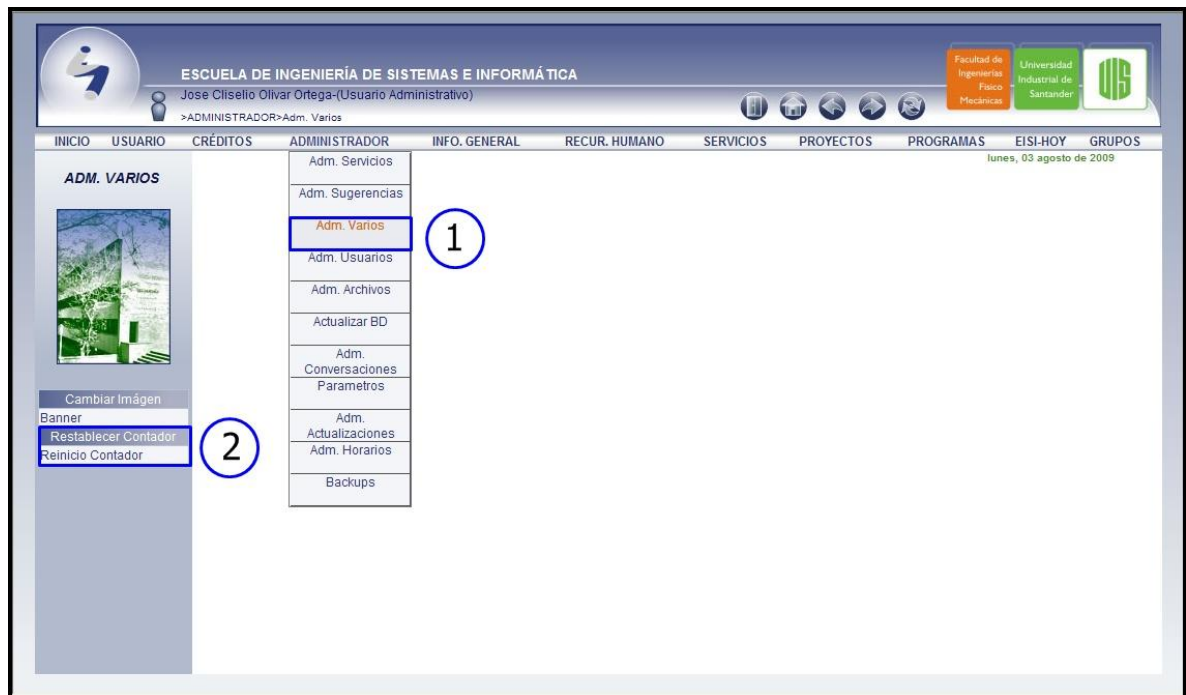 ESCUELA DE INGENIERÍA DE SISTEMAS E INFORMÁTICA
Jose Cliselio Olivar Ortega-(Usuario Administrativo)
>ADMINISTRADOR>Adm. Varios
Facultad de
Ingenierías
Físico
Mecánicas
Universidad
Industrial de
Santander
UIS
INICIO USUARIO CRÉDITOS ADMINISTRADOR INFO. GENERAL RECUR. HUMANO SERVICIOS PROYECTOS PROGRAMAS EISI-HOY GRUPOS
lunes, 03 agosto de 2009
ADM. VARIOS
Cambiar Imágen
Banner
Restablecer Contador
Reinicio Contador
2
Adm. Servicios
Adm. Sugerencias
Adm. Varios
1
Adm. Usuarios
Adm. Archivos
Actualizar BD
Adm.
Conversaciones
Parametros
Adm.
Actualizaciones
Adm. Horarios
Backups